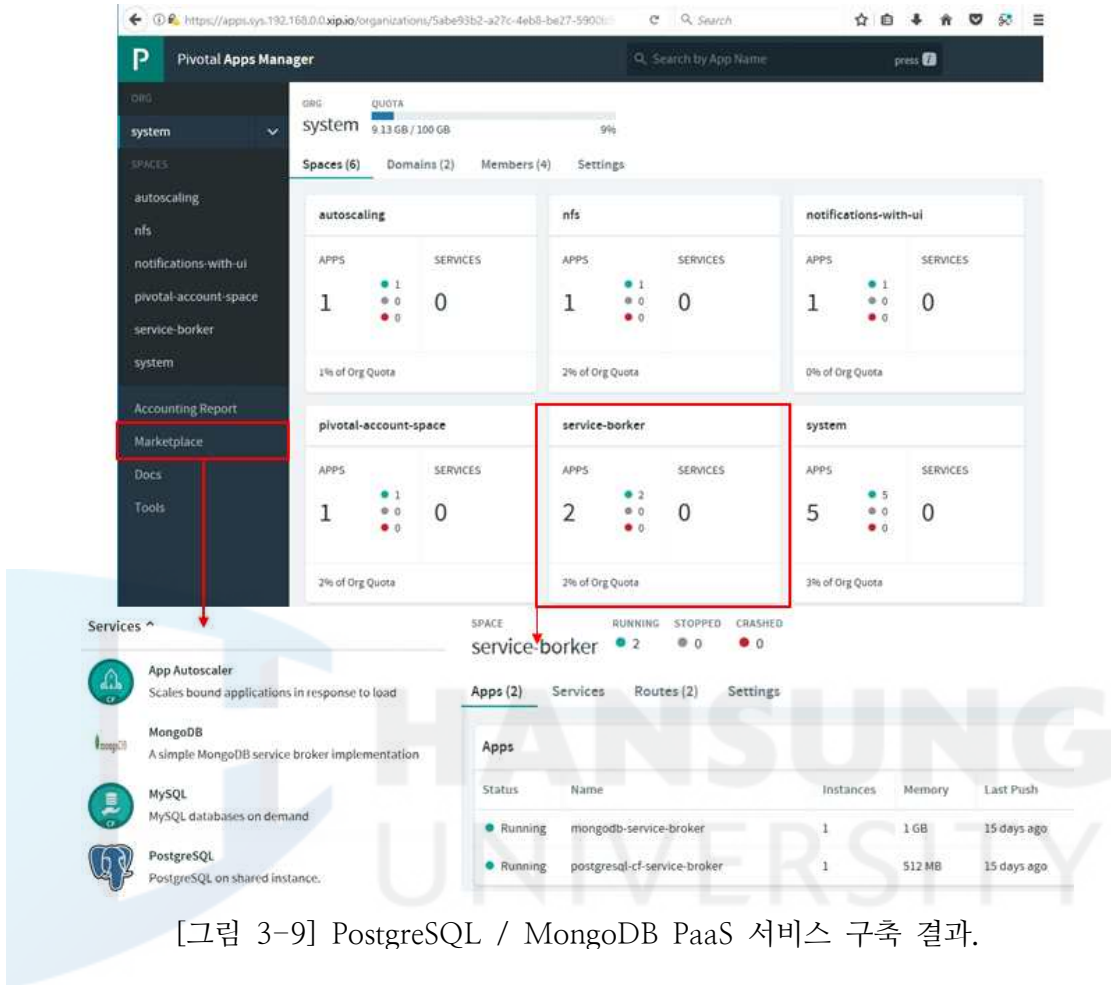 https://apps.sys.192.168.0.0.xip.io/organizations/5abe93b2-a27c-4eb8-be27-5900
Search
P Pivotal Apps Manager
Search by App Name
press /
ORG
system
SPACES
autoscaling
nfs
notifications-with-ui
pivotal-account-space
service-borker
system
Accounting Report
Marketplace
Docs
Tools
ORG
system
QUOTA
9.13 GB / 100 GB
9%
Spaces (6) Domains (2) Members (4) Settings
autoscaling
APPS
1
1
0
0
SERVICES
0
1% of Org Quota
nfs
APPS
1
1
0
0
SERVICES
0
2% of Org Quota
notifications-with-ui
APPS
1
1
0
0
SERVICES
0
0% of Org Quota
pivotal-account-space
APPS
1
1
0
0
SERVICES
0
2% of Org Quota
service-borker
APPS
2
2
0
0
SERVICES
0
2% of Org Quota
system
APPS
5
5
0
0
SERVICES
0
3% of Org Quota
Services ^
App Autoscaler
Scales bound applications in response to load
MongoDB
A simple MongoDB service broker implementation
MySQL
MySQL databases on demand
PostgreSQL
PostgreSQL on shared instance.
SPACE
service-borker
RUNNING STOPPED CRASHED
2 0 0
Apps (2) Services Routes (2) Settings
Apps
Status Name Instances Memory Last Push
Running mongodb-service-broker 1 1 GB 15 days ago
Running postgresql-cf-service-broker 1 512 MB 15 days ago
HANSUNG
UNIVERSITY
[그림 3-9] PostgreSQL / MongoDB PaaS 서비스 구축 결과.